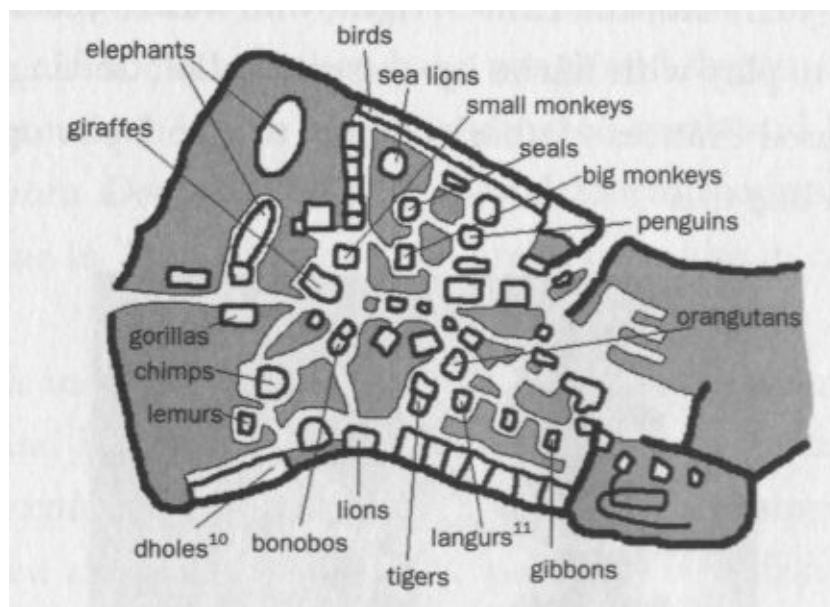 birds
elephants
sea lions
small monkeys
giraffes
seals
big monkeys
penguins
orangutans
gorillas
chimps
lemurs
lions
dholes¹⁰
bonobos
langurs¹¹
tigers
gibbons